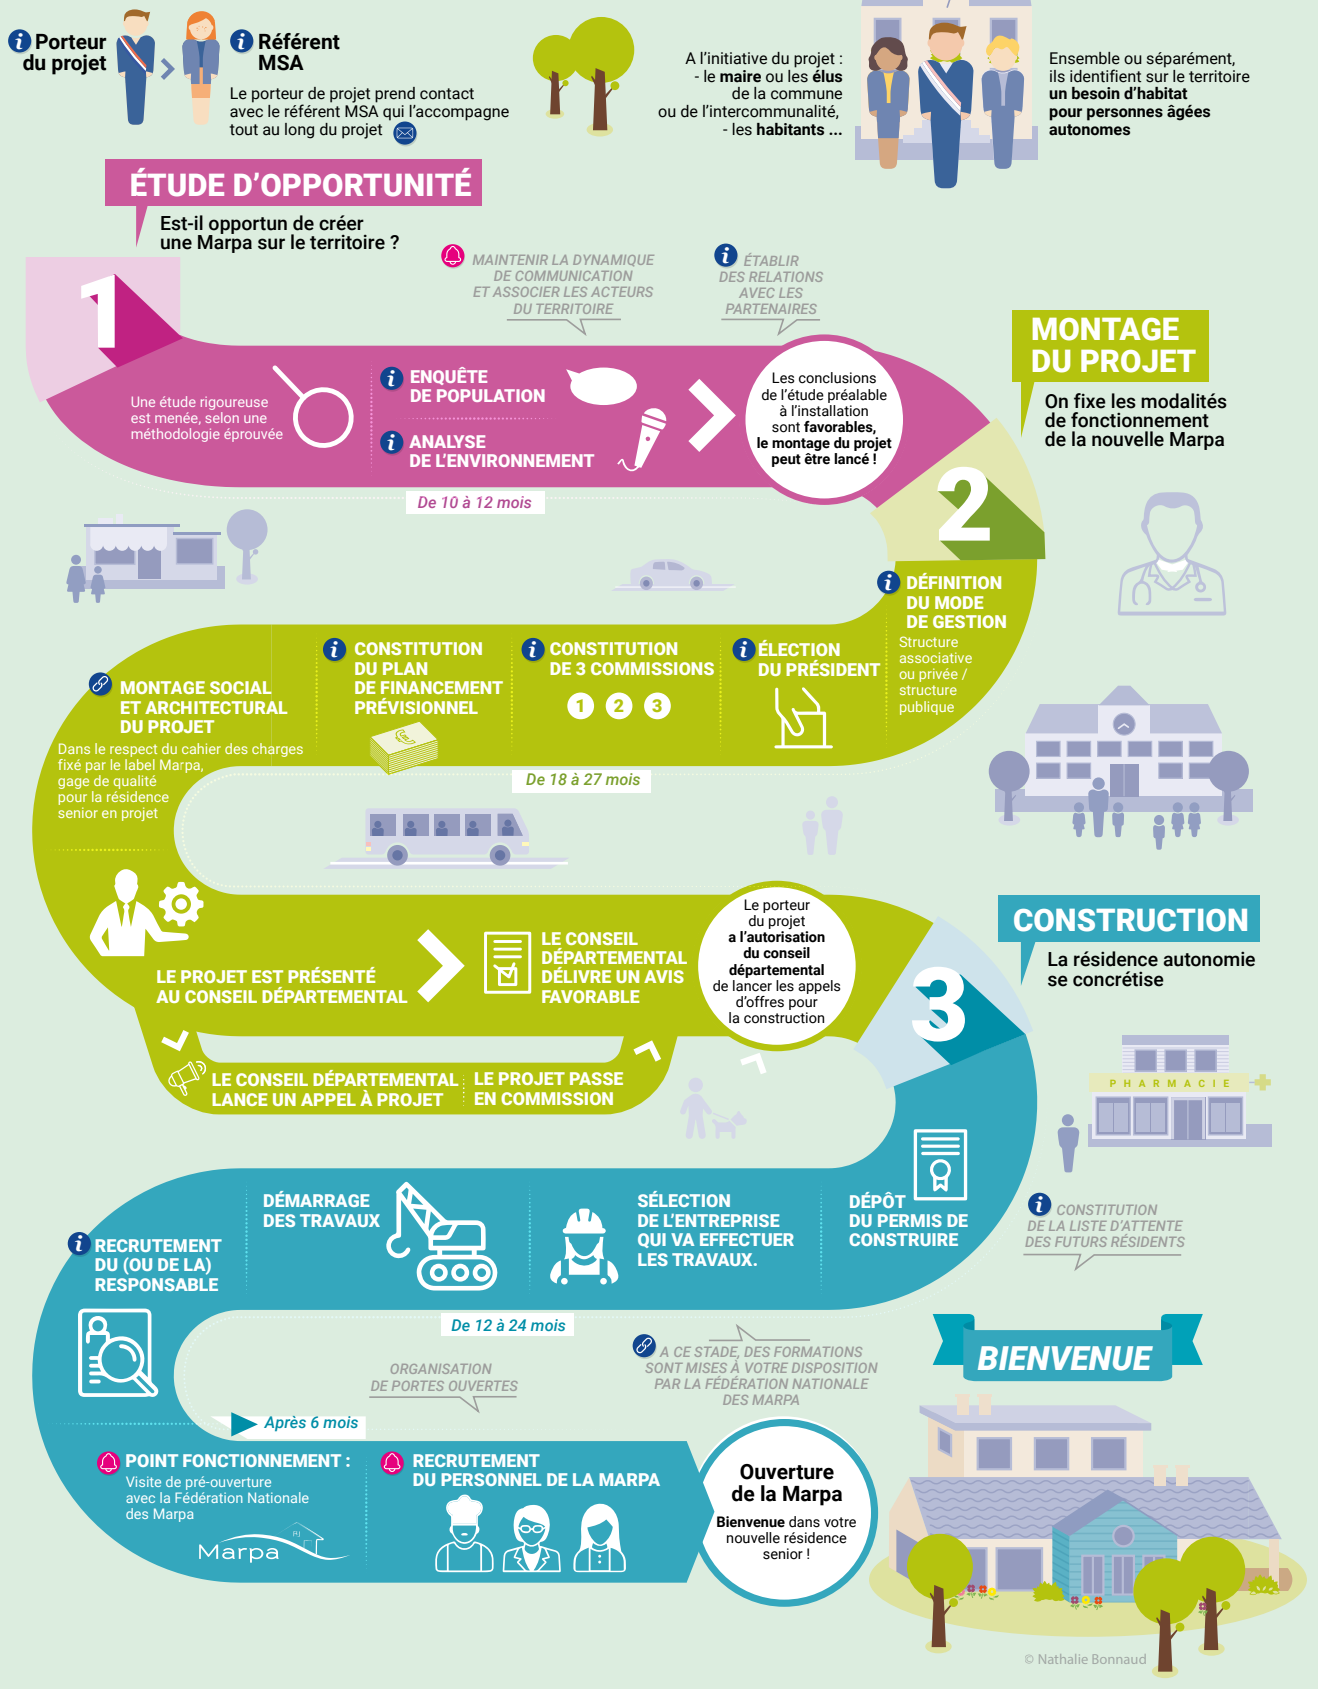 Porteur
du projet
Référent
MSA
Le porteur de projet prend contact
avec le référent MSA qui l'accompagne
tout au long du projet
A l'initiative du projet :
- le maire ou les élus
de la commune
ou de l'intercommunalité,
- les habitants ...
Ensemble ou séparément,
ils identifient sur le territoire
un besoin d'habitat
pour personnes âgées
autonomes
ÉTUDE D'OPPORTUNITÉ
Est-il opportun de créer
une Marpa sur le territoire ?
MAINTENIR LA DYNAMIQUE
DE COMMUNICATION
ET ASSOCIER LES ACTEURS
DU TERRITOIRE
ÉTABLIR
DES RELATIONS
AVEC LES
PARTENAIRES
1
Une étude rigoureuse
est menée, selon une
méthodologie éprouvée
ENQUÊTE
DE POPULATION
ANALYSE
DE L'ENVIRONNEMENT
Les conclusions
de l'étude préalable
à l'installation
sont favorables,
le montage du projet
peut être lancé !
De 10 à 12 mois
MONTAGE
DU PROJET
On fixe les modalités
de fonctionnement
de la nouvelle Marpa
2
DÉFINITION
DU MODE
DE GESTION
Structure
associative
ou privée /
structure
publique
ÉLECTION
DU PRÉSIDENT
CONSTITUTION
DE 3 COMMISSIONS
1 2 3
CONSTITUTION
DU PLAN
DE FINANCEMENT
PRÉVISIONNEL
MONTAGE SOCIAL
ET ARCHITECTURAL
DU PROJET
Dans le respect du cahier des charges
fixé par le label Marpa,
gage de qualité
pour la résidence
senior en projet
De 18 à 27 mois
LE PROJET EST PRÉSENTÉ
AU CONSEIL DÉPARTEMENTAL
LE CONSEIL
DÉPARTEMENTAL
DÉLIVRE UN AVIS
FAVORABLE
Le porteur
du projet
a l'autorisation
du conseil
départemental
de lancer les appels
d'offres pour
la construction
LE CONSEIL DÉPARTEMENTAL
LANCE UN APPEL À PROJET
LE PROJET PASSE
EN COMMISSION
CONSTRUCTION
La résidence autonomie
se concrétise
3
PHARMACIE
DÉPÔT
DU PERMIS DE
CONSTRUIRE
SÉLECTION
DE L'ENTREPRISE
QUI VA EFFECTUER
LES TRAVAUX.
DÉMARRAGE
DES TRAVAUX
RECRUTEMENT
DU (OU DE LA)
RESPONSABLE
CONSTITUTION
DE LA LISTE D'ATTENTE
DES FUTURS RÉSIDENTS
De 12 à 24 mois
A CE STADE, DES FORMATIONS
SONT MISES À VOTRE DISPOSITION
PAR LA FÉDÉRATION NATIONALE
DES MARPA
ORGANISATION
DE PORTES OUVERTES
Après 6 mois
POINT FONCTIONNEMENT :
Visite de pré-ouverture
avec la Fédération Nationale
des Marpa
Marpa
RECRUTEMENT
DU PERSONNEL DE LA MARPA
Ouverture
de la Marpa
Bienvenue dans votre
nouvelle résidence
senior !
BIENVENUE
© Nathalie Bonnaud